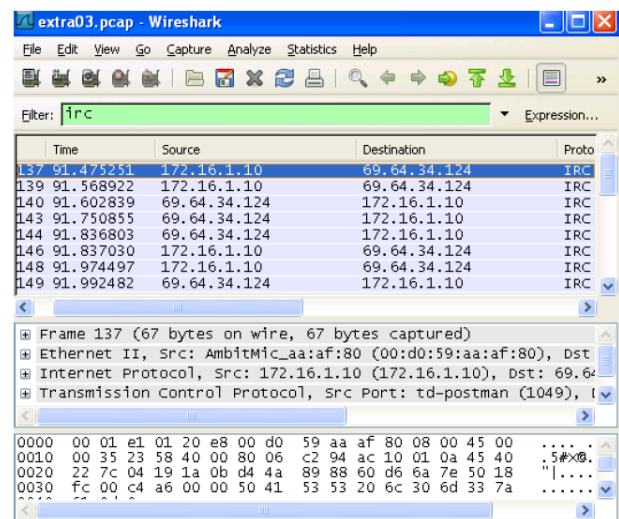 extra03.pcap - Wireshark
File Edit View Go Capture Analyze Statistics Help
»
Filter: irc Expression...
Time Source Destination Proto
137 91.475251 172.16.1.10 69.64.34.124 IRC
139 91.568922 172.16.1.10 69.64.34.124 IRC
140 91.602839 69.64.34.124 172.16.1.10 IRC
143 91.750855 69.64.34.124 172.16.1.10 IRC
144 91.836803 69.64.34.124 172.16.1.10 IRC
146 91.837030 172.16.1.10 69.64.34.124 IRC
148 91.974497 172.16.1.10 69.64.34.124 IRC
149 91.992482 69.64.34.124 172.16.1.10 IRC
Frame 137 (67 bytes on wire, 67 bytes captured)
Ethernet II, Src: AmbitMic_aa:af:80 (00:d0:59:aa:af:80), Dst
Internet Protocol, Src: 172.16.1.10 (172.16.1.10), Dst: 69.64
Transmission Control Protocol, Src Port: td-postman (1049),
0000 00 01 e1 01 20 e8 00 d0 59 aa af 80 08 00 45 00 ..... .
0010 00 35 23 58 40 00 80 06 c2 94 ac 10 01 0a 45 40 .5#X@.
0020 22 7c 04 19 1a 0b d4 4a 89 88 60 d6 6a 7e 50 18 "|....
0030 fc 00 c4 a6 00 00 50 41 53 53 20 6c 30 6d 33 7a ......